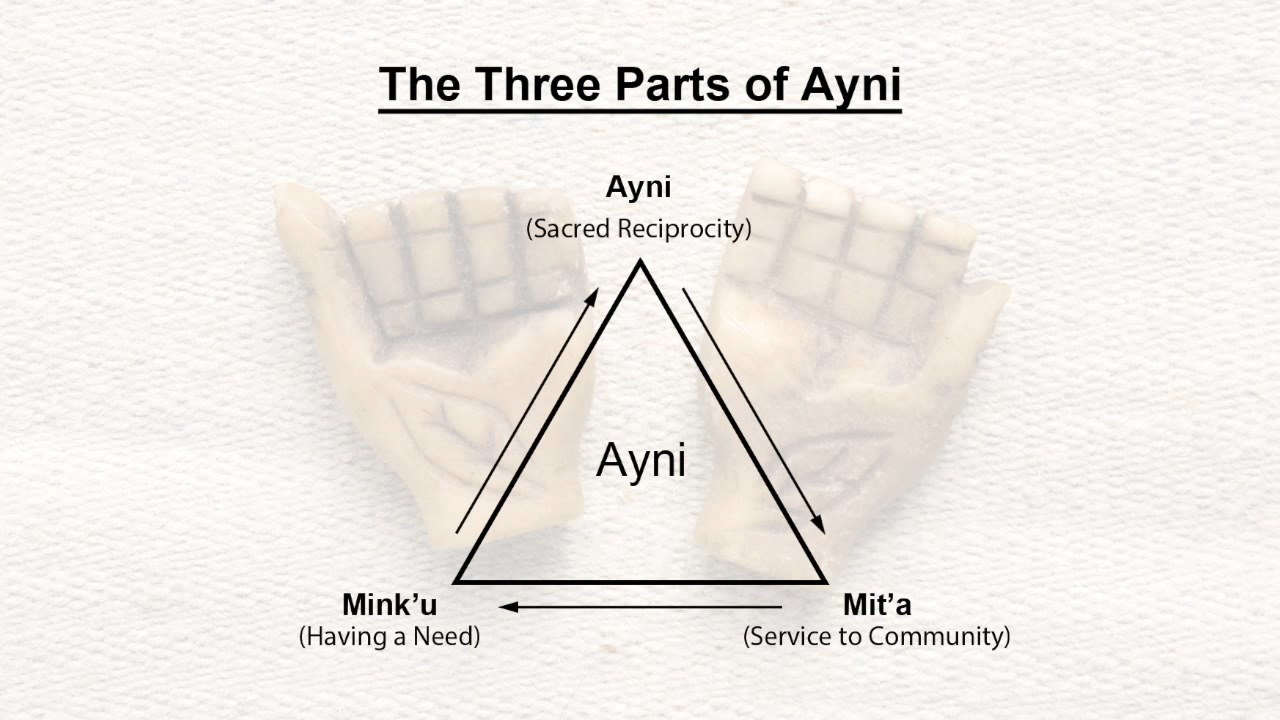 The Three Parts of Ayni
Ayni
(Sacred Reciprocity)
Ayni
Mink’u
(Having a Need)
Mit’a
(Service to Community)